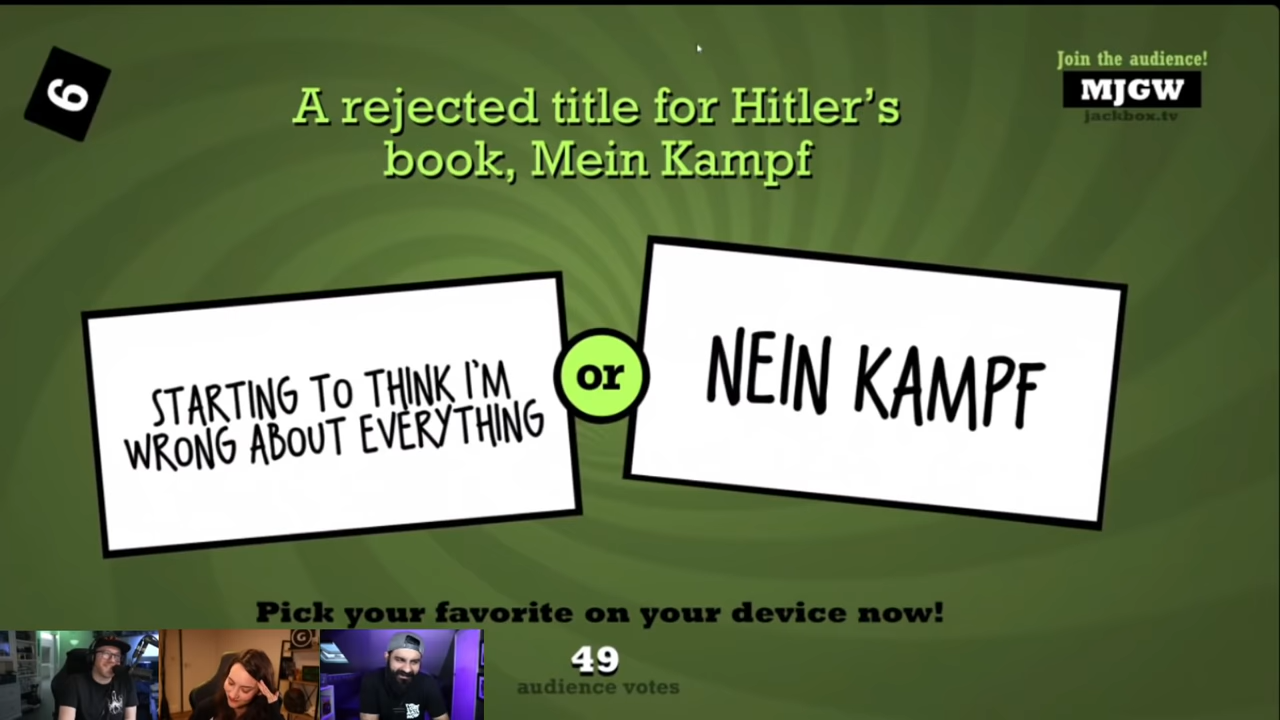 6
A rejected title for Hitler's
book, Mein Kampf
Join the audience!
MJGW
jackbox.tv
STARTING TO THINK I'M
WRONG ABOUT EVERYTHING
or
NEIN KAMPF
Pick your favorite on your device now!
49
audience votes